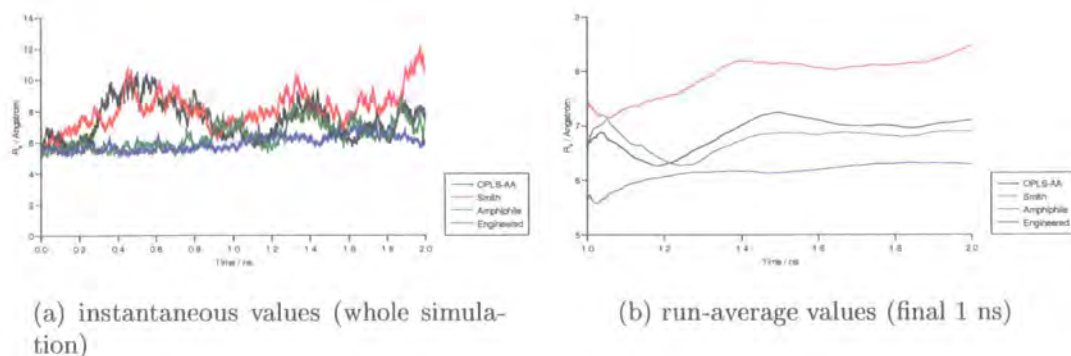 14
12
10
8
6
4
2
0
R / Angstrom
0.0 0.2 0.4 0.6 0.8 1.0 1.2 1.4 1.6 1.8 2.0
Time / ns
OPLS-AA
Smith
Amphiphile
Engineered
(a) instantaneous values (whole simula-
tion)
9
8
7
6
5
/ Angstrom
1.0 1.2 1.4 1.6 1.8 2.0
Time / ns
OPLS-AA
Smith
Amphiphile
Engineered
(b) run-average values (final 1 ns)